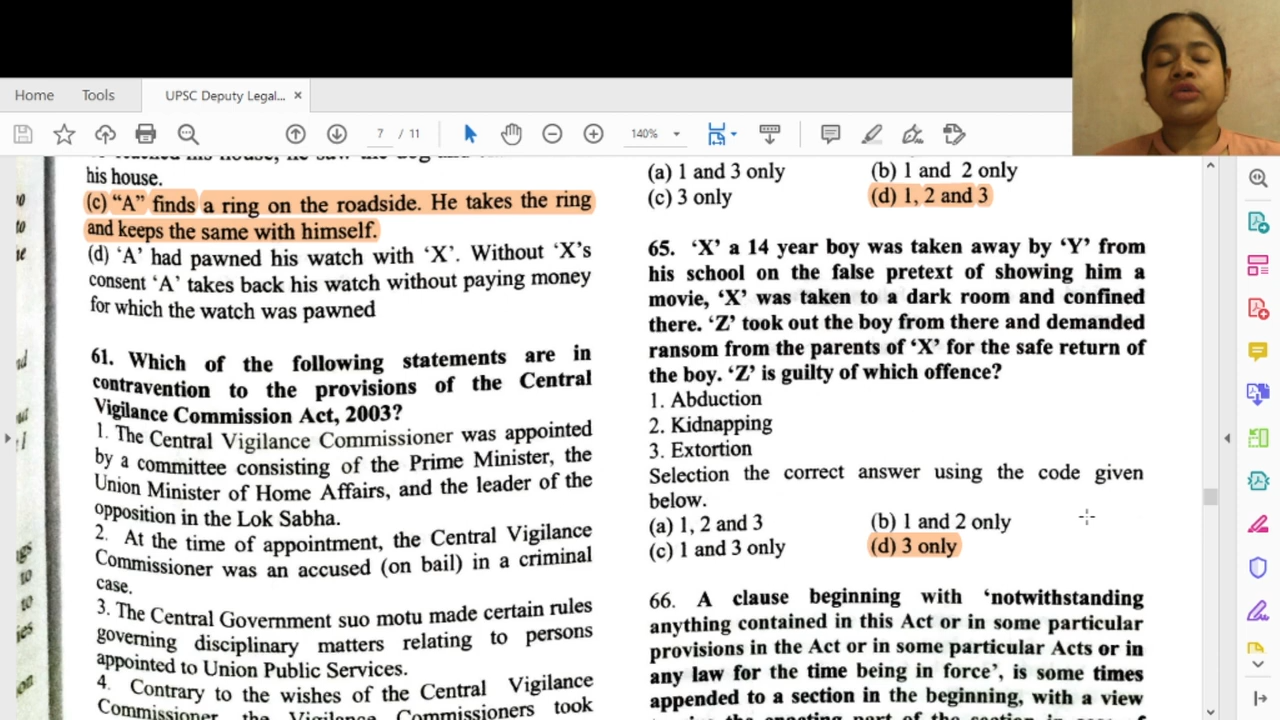 Home Tools UPSC Deputy Legal... ×
7 / 11 140%
his house.
(c) “A” finds a ring on the roadside. He takes the ring
and keeps the same with himself.
(d) ‘A’ had pawned his watch with ‘X’. Without ‘X’s
consent ‘A’ takes back his watch without paying money
for which the watch was pawned
61. Which of the following statements are in
contravention to the provisions of the Central
Vigilance Commission Act, 2003?
1. The Central Vigilance Commissioner was appointed
by a committee consisting of the Prime Minister, the
Union Minister of Home Affairs, and the leader of the
opposition in the Lok Sabha.
2. At the time of appointment, the Central Vigilance
Commissioner was an accused (on bail) in a criminal
case.
3. The Central Government suo motu made certain rules
governing disciplinary matters relating to persons
appointed to Union Public Services.
4. Contrary to the wishes of the Central Vigilance
Commissioner, the Vigilance Commissioners took
(a) 1 and 3 only (b) 1 and 2 only
(c) 3 only (d) 1, 2 and 3
65. ‘X’ a 14 year boy was taken away by ‘Y’ from
his school on the false pretext of showing him a
movie, ‘X’ was taken to a dark room and confined
there. ‘Z’ took out the boy from there and demanded
ransom from the parents of ‘X’ for the safe return of
the boy. ‘Z’ is guilty of which offence?
1. Abduction
2. Kidnapping
3. Extortion
Selection the correct answer using the code given
below.
(a) 1, 2 and 3 (b) 1 and 2 only
(c) 1 and 3 only (d) 3 only
66. A clause beginning with ‘notwithstanding
anything contained in this Act or in some particular
provisions in the Act or in some particular Acts or in
any law for the time being in force’, is some times
appended to a section in the beginning, with a view